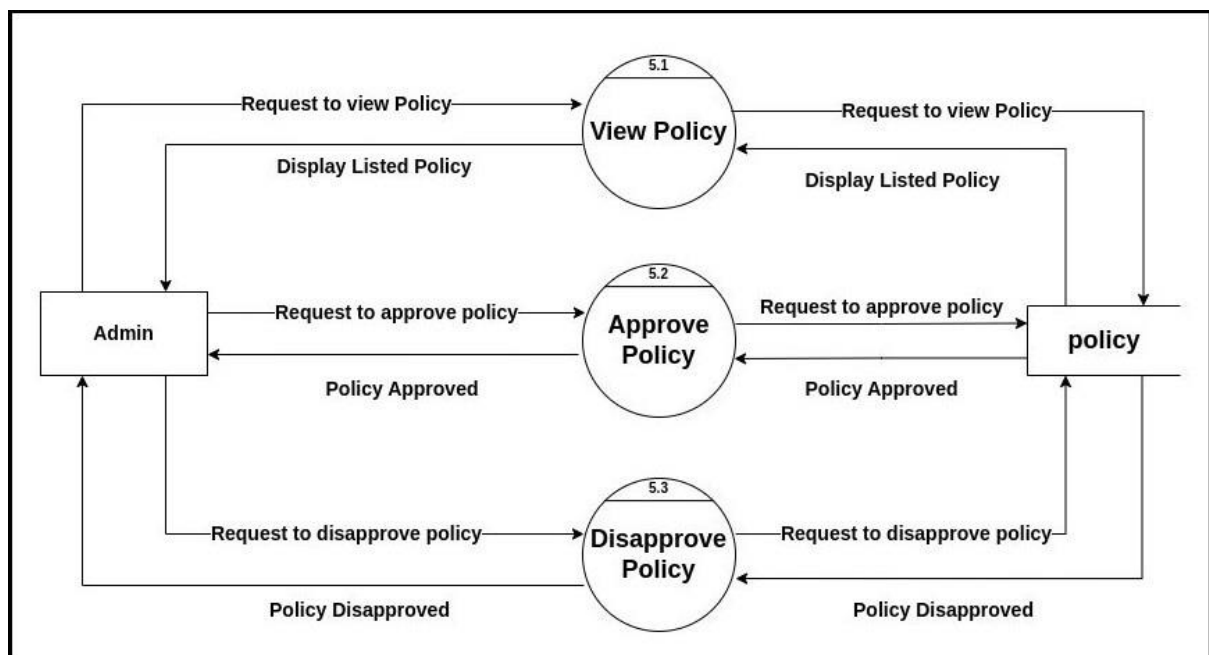 5.1
View Policy
Request to view Policy
Request to view Policy
Display Listed Policy
Display Listed Policy
5.2
Approve
Policy
Request to approve policy
Request to approve policy
Admin
policy
Policy Approved
Policy Approved
5.3
Disapprove
Policy
Request to disapprove policy
Request to disapprove policy
Policy Disapproved
Policy Disapproved